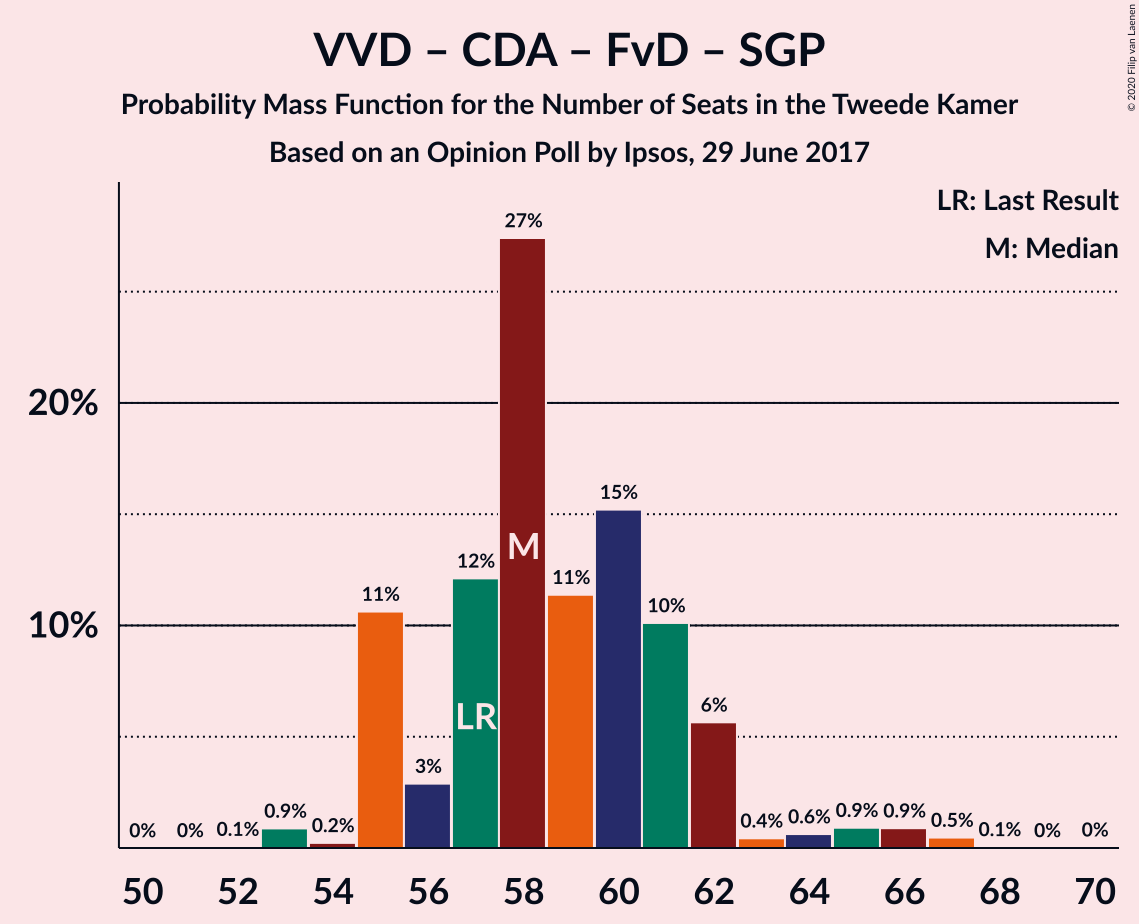 VVD – CDA – FvD – SGP
Probability Mass Function for the Number of Seats in the Tweede Kamer
Based on an Opinion Poll by Ipsos, 29 June 2017
© 2020 Filip van Laenen
LR: Last Result
M: Median
20%
10%
0%
0%
0.1%
0.9%
0.2%
11%
3%
12%
27%
11%
15%
10%
6%
0.4%
0.6%
0.9%
0.9%
0.5%
0.1%
0%
0%
LR
M
50 52 54 56 58 60 62 64 66 68 70